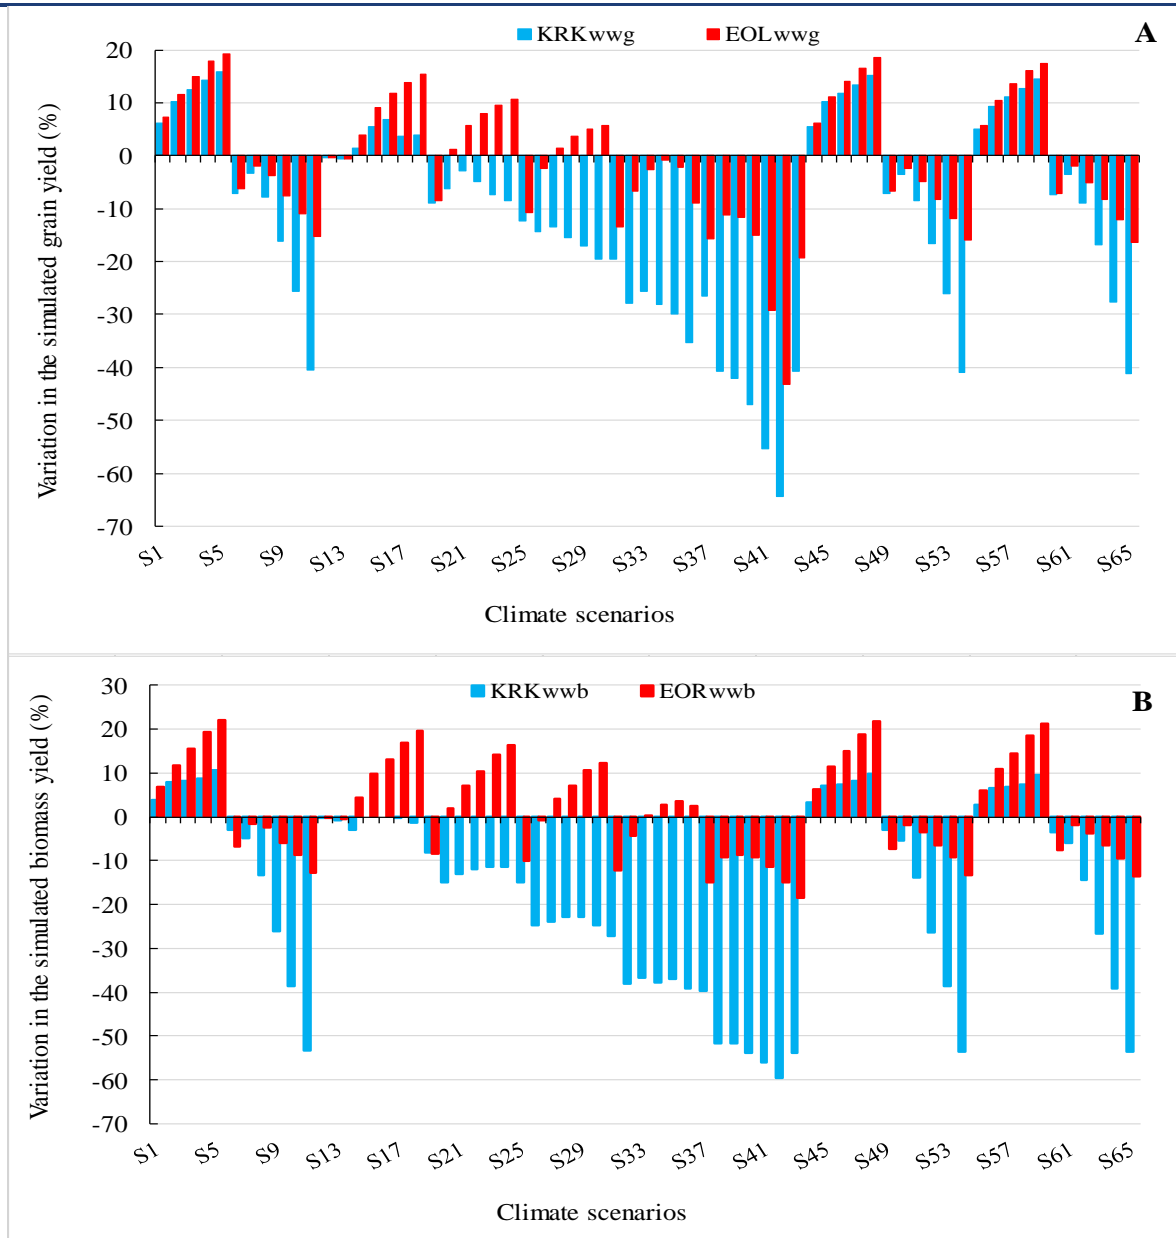 KRKwwg EOLwwg A
Variation in the simulated grain yield (%)
20
10
0
-10
-20
-30
-40
-50
-60
-70
S1 S5 S9 S13 S17 S21 S25 S29 S33 S37 S41 S45 S49 S53 S57 S61 S65
Climate scenarios
KRKwwb EORwwb B
Variation in the simulated biomass yield (%)
30
20
10
0
-10
-20
-30
-40
-50
-60
-70
S1 S5 S9 S13 S17 S21 S25 S29 S33 S37 S41 S45 S49 S53 S57 S61 S65
Climate scenarios